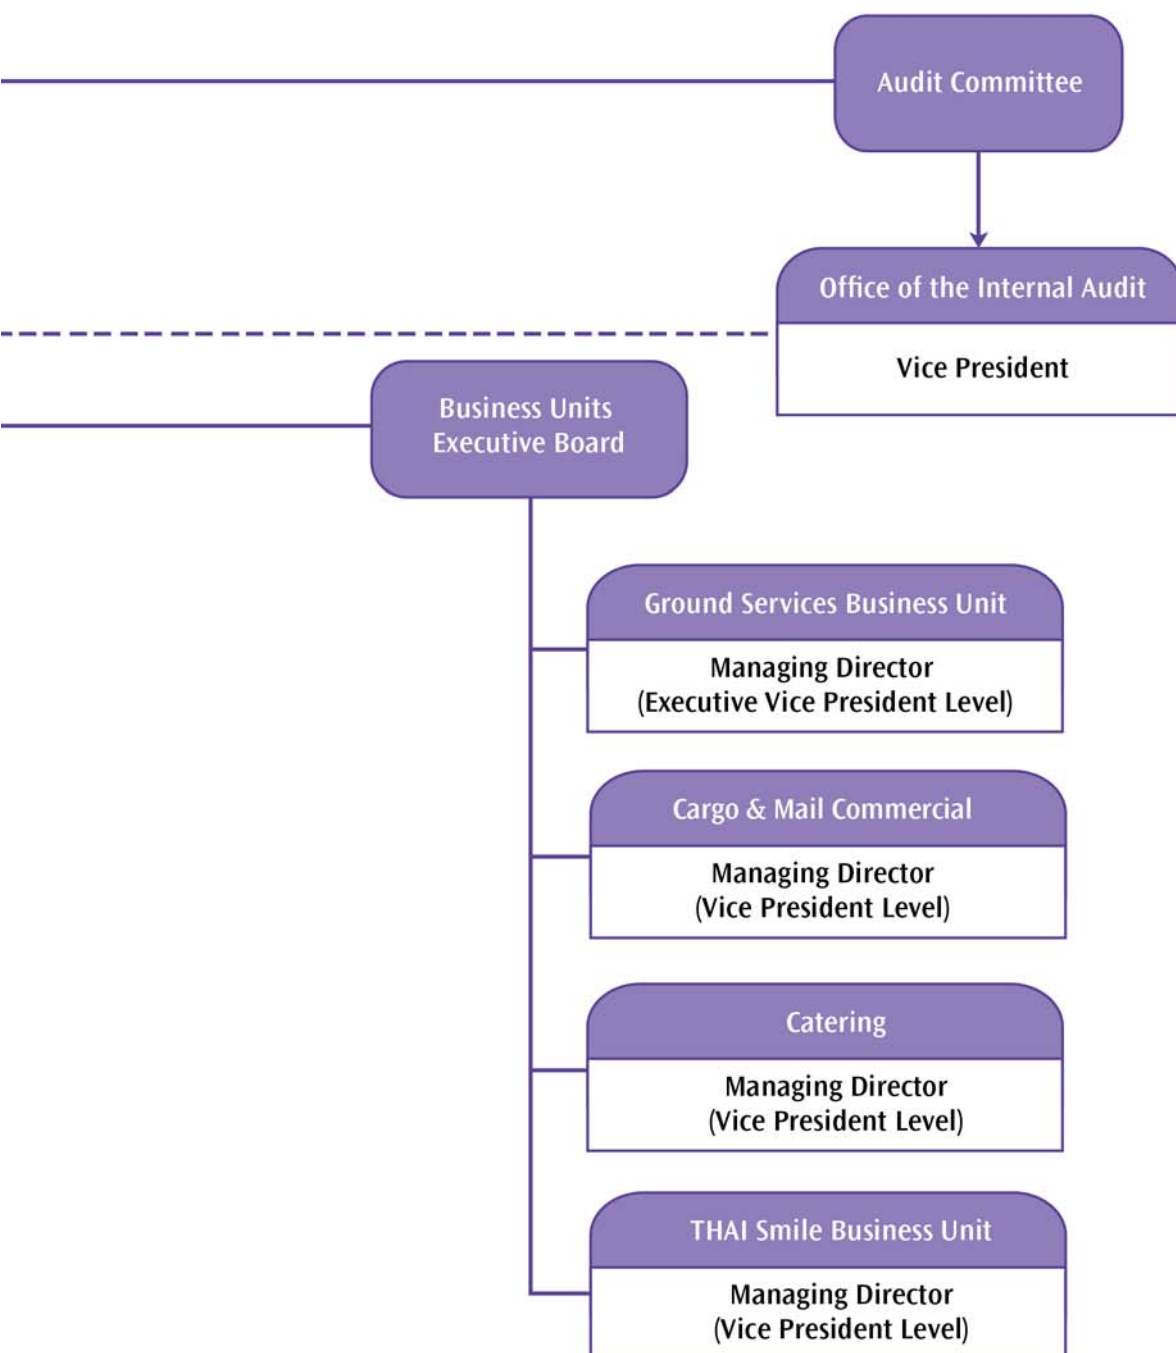 Audit Committee
Office of the Internal Audit
Vice President
Business Units
Executive Board
Ground Services Business Unit
Managing Director
(Executive Vice President Level)
Cargo & Mail Commercial
Managing Director
(Vice President Level)
Catering
Managing Director
(Vice President Level)
THAI Smile Business Unit
Managing Director
(Vice President Level)